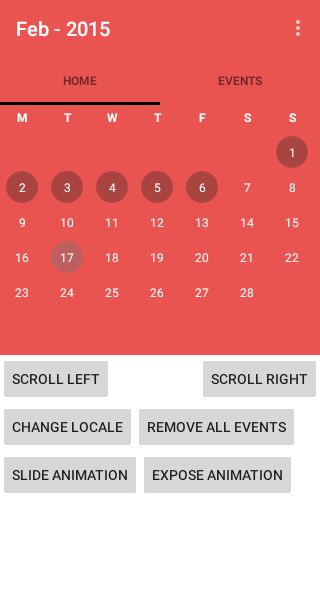 Feb - 2015
HOME EVENTS
M T W T F S S
1
2 3 4 5 6 7 8
9 10 11 12 13 14 15
16 17 18 19 20 21 22
23 24 25 26 27 28
SCROLL LEFT SCROLL RIGHT
CHANGE LOCALE REMOVE ALL EVENTS
SLIDE ANIMATION EXPOSE ANIMATION